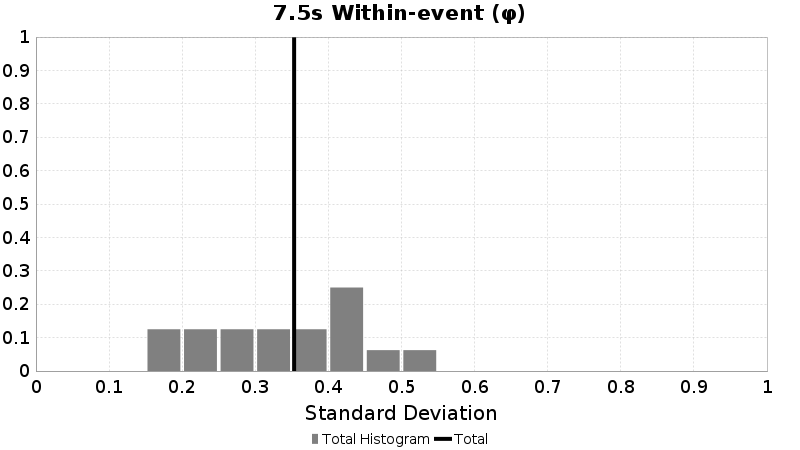 7.5s Within-event (φ)
1
0.9
0.8
0.7
0.6
0.5
0.4
0.3
0.2
0.1
0
0 0.1 0.2 0.3 0.4 0.5 0.6 0.7 0.8 0.9 1
Standard Deviation
Total Histogram Total